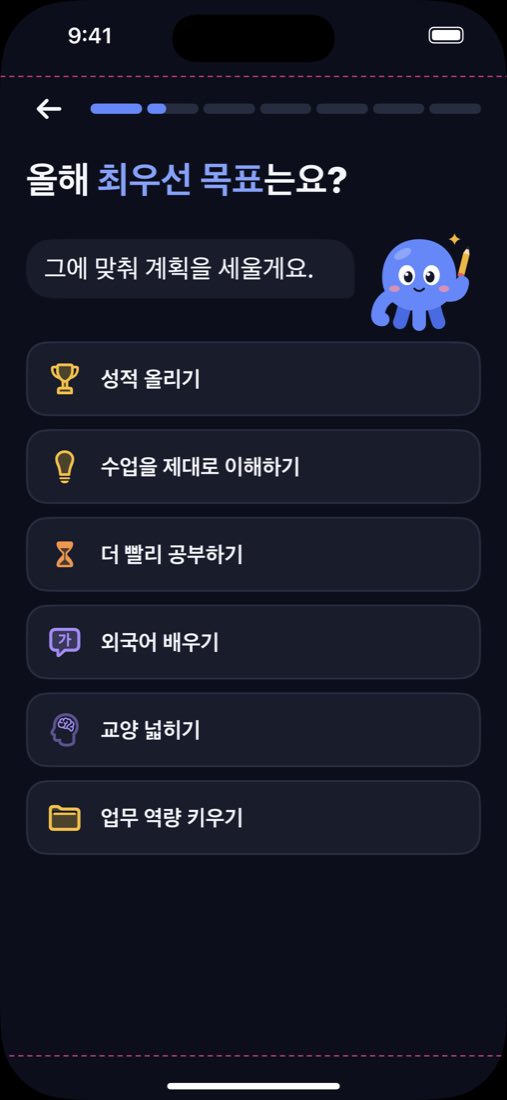 9:41
올해 최우선 목표는요?
그에 맞춰 계획을 세울게요.
성적 올리기
수업을 제대로 이해하기
더 빨리 공부하기
가
외국어 배우기
교양 넓히기
업무 역량 키우기